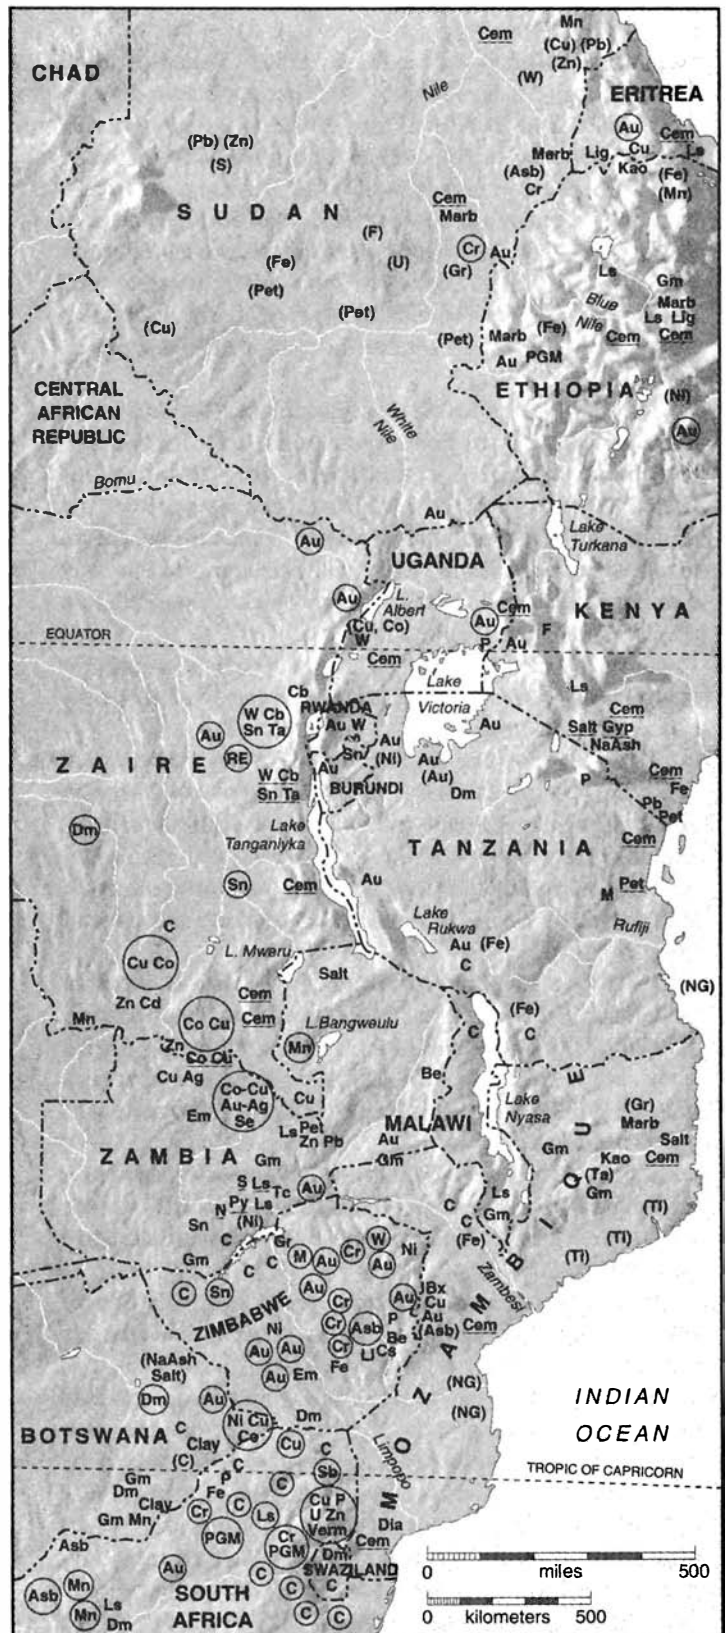 Mn
Cem
(Cu) (Pb)
(Zn)
CHAD
(W)
Nile
ERITREA
Au
(Pb) (Zn)
Cem
Cu
Ls
(S)
Marb
Lig
Kao
(Asb)
(Fe)
Cr
(Mn)
SUDAN
Cem
Marb
(F)
Cr
Au
(Fe)
(U)
(Gr)
Ls
Gm
(Pet)
Blue
Marb
(Pet)
Ls Lig
(Cu)
Nile
(Pet)
Marb
(Fe)
Cem
Cem
Au
PGM
CENTRAL
AFRICAN
REPUBLIC
ETHIOPIA
(Ni)
White
Nile
Au
Bomu
Au
Lake
Turkana
Au
UGANDA
Au
L.
Albert
Cem
KENYA
(Cu, Co)
Au
F
W
P
Au
EQUATOR
Cem
Lake
Victoria
Cb
Ls
RWANDA
W Cb
Sn Ta
Au W
Cem
Au
Au
Salt Gyp
NaAsh
Au
(Ni)
Sn
Au
(Au)
ZAIRE
RE
W Cb
Sn Ta
Au
BURUNDI
Dm
P
Cem
Fe
Pb
Pet
Dm
Lake
Tanganiyka
TANZANIA
Cem
Sn
Cem
Au
M
Pet
Lake
Rukwa
Rufiji
C
Au
(Fe)
C
Cu Co
L. Mwaru
Salt
(NG)
Zn Cd
Cem
(Fe)
Mn
Co Cu
Cem
L.Bangweulu
C
C
Zn
Co Cu
Mn
Cu Ag
Be
Co-Cu
Au-Ag
Se
Cu
Lake
Nyasa
Em
(Gr)
Marb
Ls
Pet
Zn Pb
MALAWI
Salt
ZAMBIA
Au
Gm
Gm
Gm
Kao
Cem
(Ta)
Gm
S Ls
Tc
Au
Ls
Gm
Py Ls
N
C
C
(Ti)
Sn
(Ni)
(Fe)
(Ti)
(Ti)
C
Gr
W
Gm
C
C
M
Au
Cr
Au
Ni
Zambesi
C
Sn
Au
Au
Bx
Cu
Au
(Asb)
Cr
ZIMBABWE
Cr
Asb
P
Be
Cem
Ni
Li
Cs
Au
Au
Cr
Fe
(NaAsh
Salt)
Au
Em
(NG)
Dm
Au
(NG)
INDIAN
OCEAN
Ni Cu
Co
Dm
BOTSWANA
C
Clay
Cu
C
(C)
Limpopo
C
Sb
TROPIC OF CAPRICORN
Gm
Dm
P
Fe
C
Clay
Cr
C
Ls
Cu P
U Zn
Verm
Gm Mn
MOZAMBIQUE
Dia
Asb
PGM
Cr
PGM
Cem
Dm
Au
SWAZILAND
0 miles 500
C
C
C
Asb
Mn
SOUTH
AFRICA
Mn
Ls
Dm
C
C
0 kilometers 500